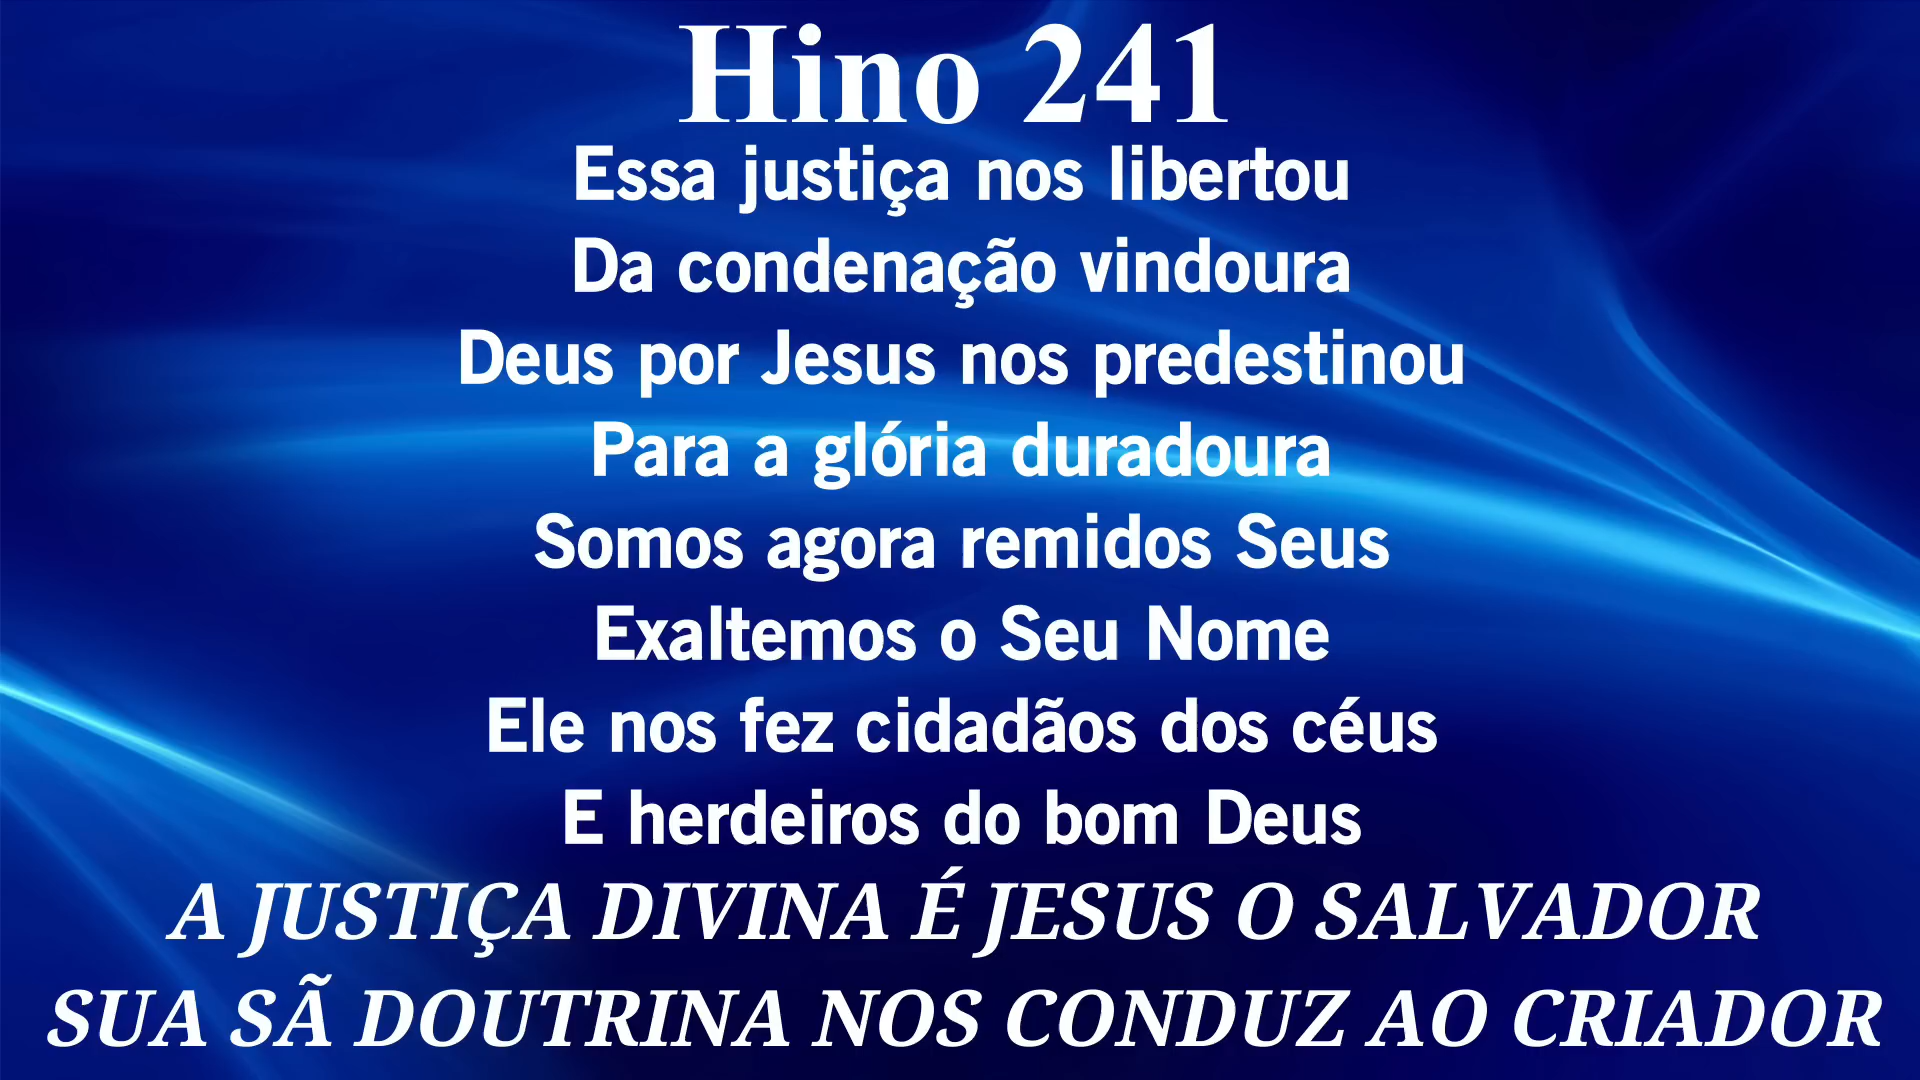 Hino 241
Essa justiça nos libertou
Da condenação vindoura
Deus por Jesus nos predestinou
Para a glória duradoura
Somos agora remidos Seus
Exaltemos o Seu Nome
Ele nos fez cidadãos dos céus
E herdeiros do bom Deus
A JUSTIÇA DIVINA É JESUS O SALVADOR
SUA SÃ DOUTRINA NOS CONDUZ AO CRIADOR